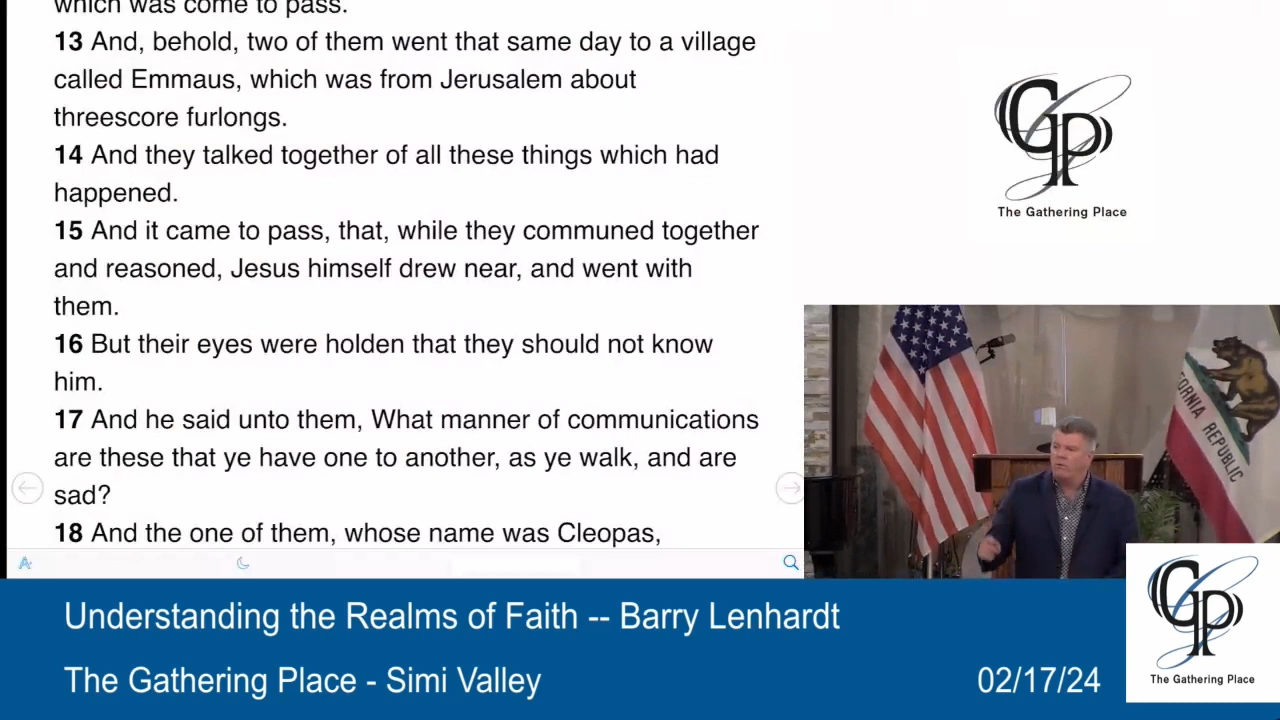 which was come to pass.
13 And, behold, two of them went that same day to a village
called Emmaus, which was from Jerusalem about
threescore furlongs.
14 And they talked together of all these things which had
happened.
15 And it came to pass, that, while they communed together
and reasoned, Jesus himself drew near, and went with
them.
16 But their eyes were holden that they should not know
him.
17 And he said unto them, What manner of communications
are these that ye have one to another, as ye walk, and are
sad?
18 And the one of them, whose name was Cleopas,
A
GP
The Gathering Place
FORNIA REPUBLIC
Understanding the Realms of Faith -- Barry Lenhardt
The Gathering Place - Simi Valley
02/17/24
GP
The Gathering Place